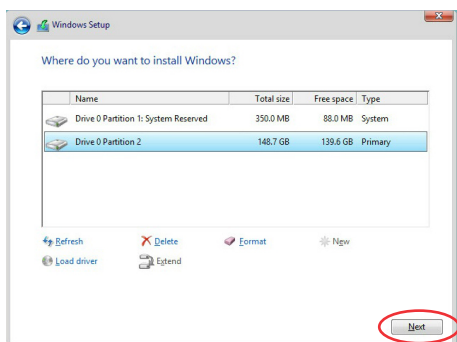 Windows Setup
Where do you want to install Windows?
Name Total size Free space Type
Drive 0 Partition 1: System Reserved 350.0 MB 88.0 MB System
Drive 0 Partition 2 148.7 GB 139.6 GB Primary
Refresh Delete Format New
Load driver Extend
Next